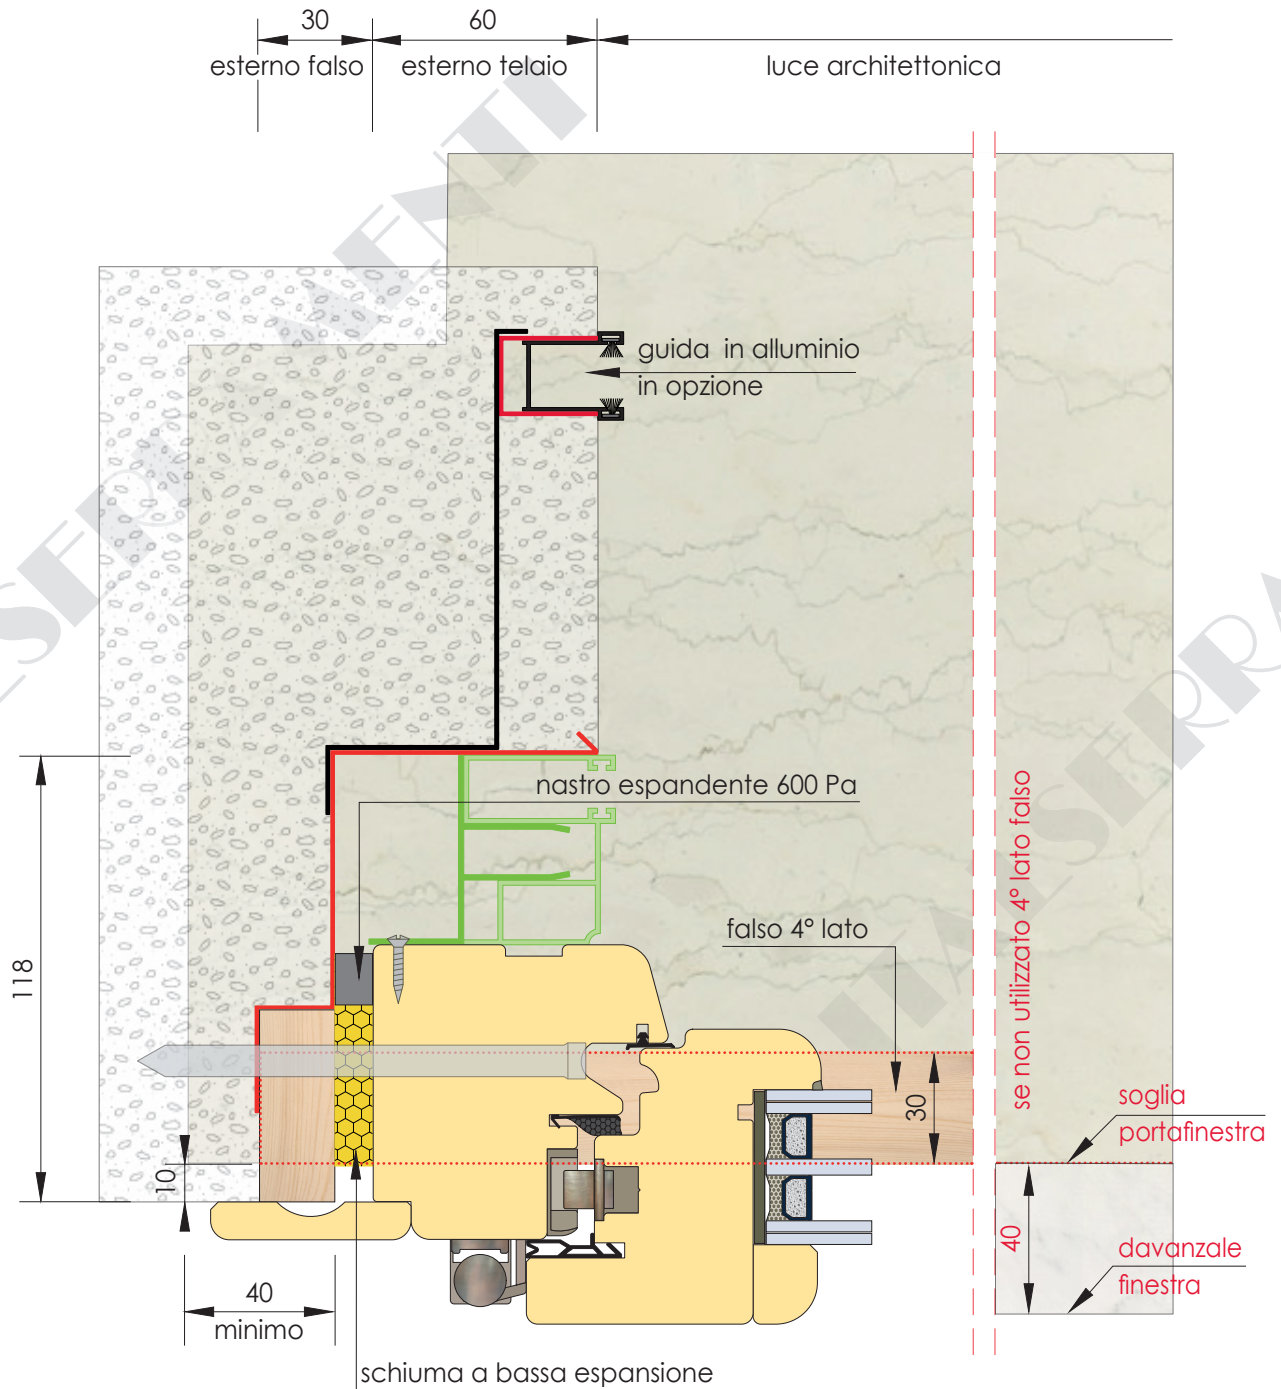 30
60
esterno falso
esterno telaio
luce architettonica
guida in alluminio
in opzione
nastro espandente 600 Pa
falso 4° lato
se non utilizzato 4° lato falso
118
30
soglia
portafinestra
10
40
davanzale
finestra
40
minimo
schiuma a bassa espansione